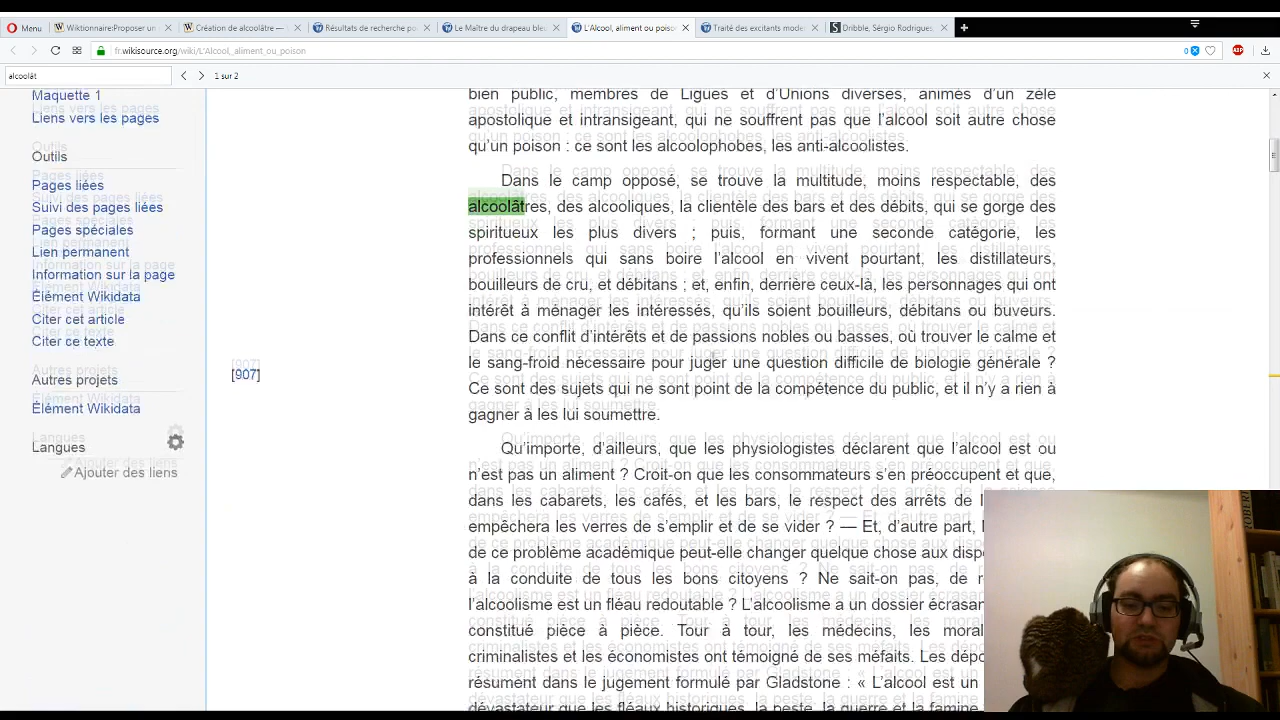 Menu
Wiktionnaire:Proposer un
Création de alcoolâtre —
Résultats de recherche po
Le Maître du drapeau bleu
L'Alcool, aliment ou poiso
Traité des excitants mode
Dribble, Sérgio Rodrigues,
fr.wikisource.org/wiki/L'Alcool,_aliment_ou_poison
0
ABP
alcoolât
1 sur 2
Maquette 1
Liens vers les pages
Outils
Pages liées
Suivi des pages liées
Pages spéciales
Lien permanent
Information sur la page
Élément Wikidata
Citer cet article
Citer ce texte
Autres projets
Élément Wikidata
Langues
Ajouter des liens
[907]
bien public, membres de Ligues et d'Unions diverses, animés d'un zèle
apostolique et intransigeant, qui ne souffrent pas que l'alcool soit autre chose
qu'un poison : ce sont les alcoolophobes, les anti-alcoolistes.
Dans le camp opposé, se trouve la multitude, moins respectable, des
alcoolâtres, des alcooliques, la clientèle des bars et des débits, qui se gorge des
spiritueux les plus divers ; puis, formant une seconde catégorie, les
professionnels qui sans boire l'alcool en vivent pourtant, les distillateurs,
bouilleurs de cru, et débitans ; et, enfin, derrière ceux-là, les personnages qui ont
intérêt à ménager les intéressés, qu'ils soient bouilleurs, débitans ou buveurs.
Dans ce conflit d'intérêts et de passions nobles ou basses, où trouver le calme et
le sang-froid nécessaire pour juger une question difficile de biologie générale ?
Ce sont des sujets qui ne sont point de la compétence du public, et il n'y a rien à
gagner à les lui soumettre.
Qu'importe, d'ailleurs, que les physiologistes déclarent que l'alcool est ou
n'est pas un aliment ? Croit-on que les consommateurs s'en préoccupent et que,
dans les cabarets, les cafés, et les bars, le respect des arrêts de
empêchera les verres de s'emplir et de se vider ? — Et, d'autre part,
de ce problème académique peut-elle changer quelque chose aux
à la conduite de tous les bons citoyens ? Ne sait-on pas, de
l'alcoolisme est un fléau redoutable ? L'alcoolisme a un dossier
constitué pièce à pièce. Tour à tour, les médecins, les
criminalistes et les économistes ont témoigné de ses méfaits. Les
résument dans le jugement formulé par Gladstone : « L'alcool est un
dévastateur que les fléaux historiques, la peste, la guerre et la famine